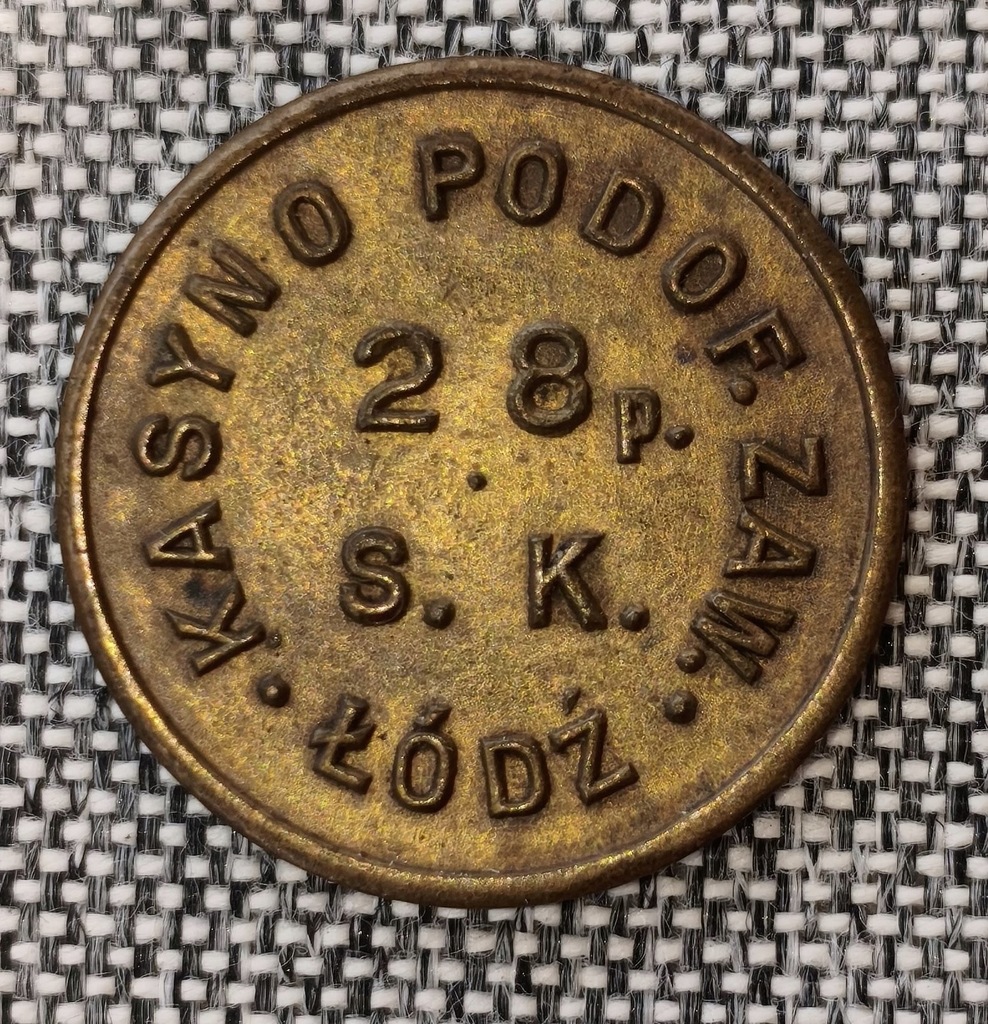 KASYNO PODOF. ZAW.
28 p.
S. K.
ŁÓDŹ